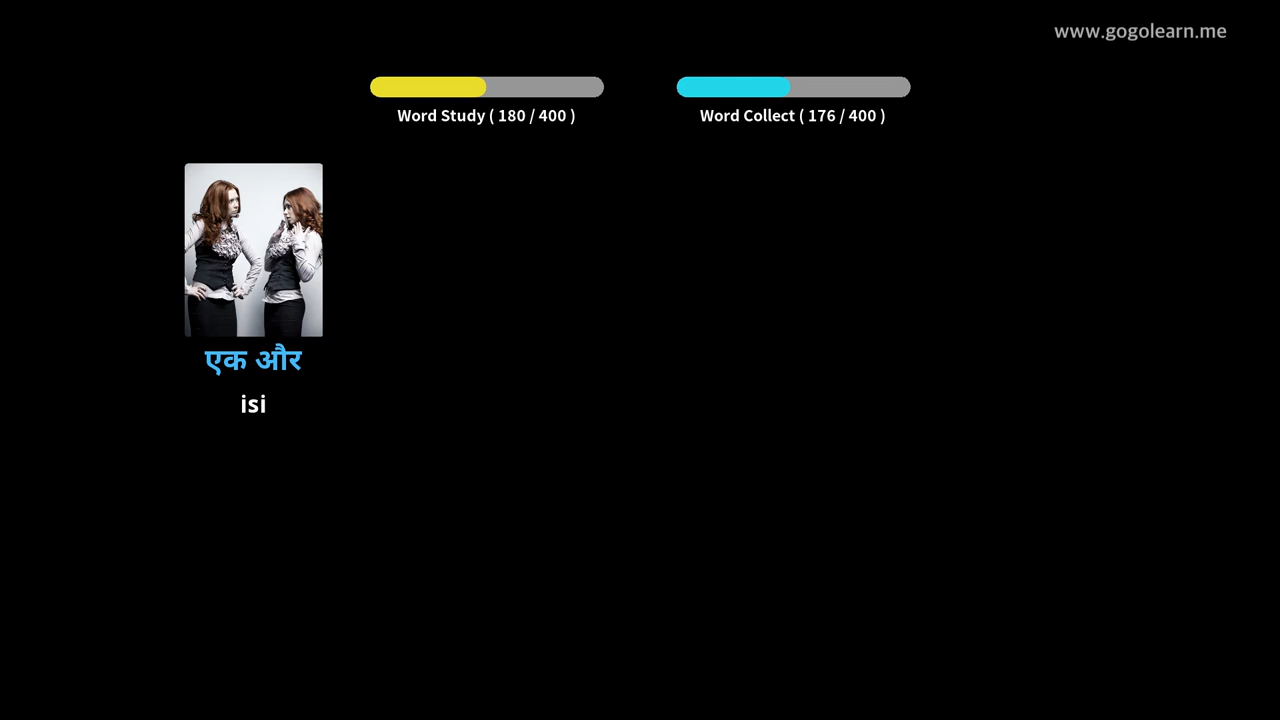 www.gogolearn.me
Word Study ( 180 / 400 )
Word Collect ( 176 / 400 )
एक और
isi